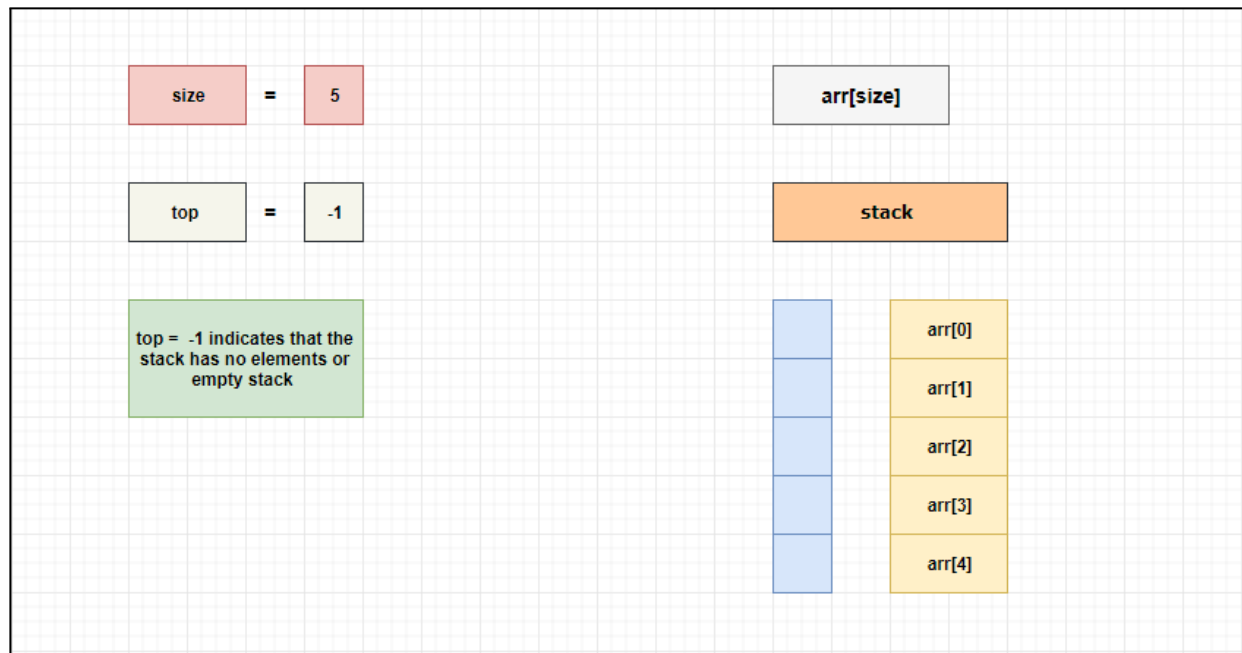 size = 5
top = -1
top = -1 indicates that the
stack has no elements or
empty stack
arr[size]
stack
arr[0]
arr[1]
arr[2]
arr[3]
arr[4]